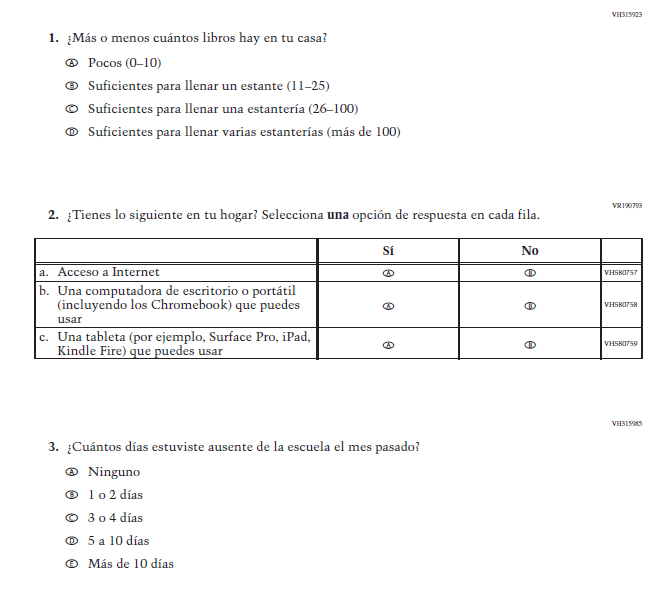 VH315923
1. ¿Más o menos cuántos libros hay en tu casa?
A Pocos (0–10)
B Suficientes para llenar un estante (11–25)
C Suficientes para llenar una estantería (26–100)
D Suficientes para llenar varias estanterías (más de 100)
VR190793
2. ¿Tienes lo siguiente en tu hogar? Selecciona una opción de respuesta en cada fila.
Sí No
a. Acceso a Internet A B VH580757
b. Una computadora de escritorio o portátil
(incluyendo los Chromebook) que puedes
usar
A B VH580758
c. Una tableta (por ejemplo, Surface Pro, iPad,
Kindle Fire) que puedes usar
A B VH580759
VH315985
3. ¿Cuántos días estuviste ausente de la escuela el mes pasado?
A Ninguno
B 1 o 2 días
C 3 o 4 días
D 5 a 10 días
E Más de 10 días